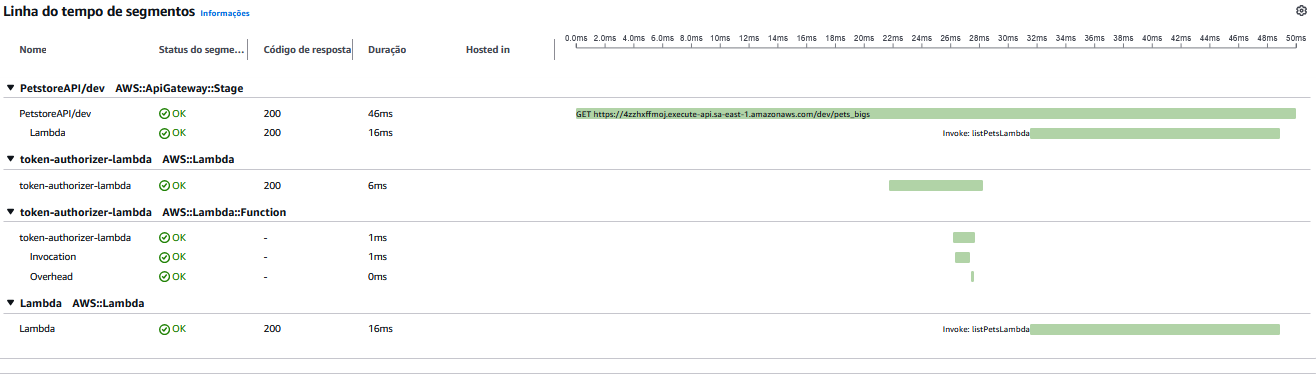 Linha do tempo de segmentos Informações
Nome Status do segme... Código de resposta Duração Hosted in 0.0ms 2.0ms 4.0ms 6.0ms 8.0ms 10ms 12ms 14ms 16ms 18ms 20ms 22ms 24ms 26ms 28ms 30ms 32ms 34ms 36ms 38ms 40ms 42ms 44ms 46ms 48ms 50ms
PetstoreAPI/dev AWS::ApiGateway::Stage
PetstoreAPI/dev OK 200 46ms GET https://4zzhxffmoj.execute-api.sa-east-1.amazonaws.com/dev/pets_bigs
Lambda OK 200 16ms Invoke: listPetsLambda
token-authorizer-lambda AWS::Lambda
token-authorizer-lambda OK 200 6ms
token-authorizer-lambda AWS::Lambda::Function
token-authorizer-lambda OK - 1ms
Invocation OK - 1ms
Overhead OK - 0ms
Lambda AWS::Lambda
Lambda OK 200 16ms Invoke: listPetsLambda